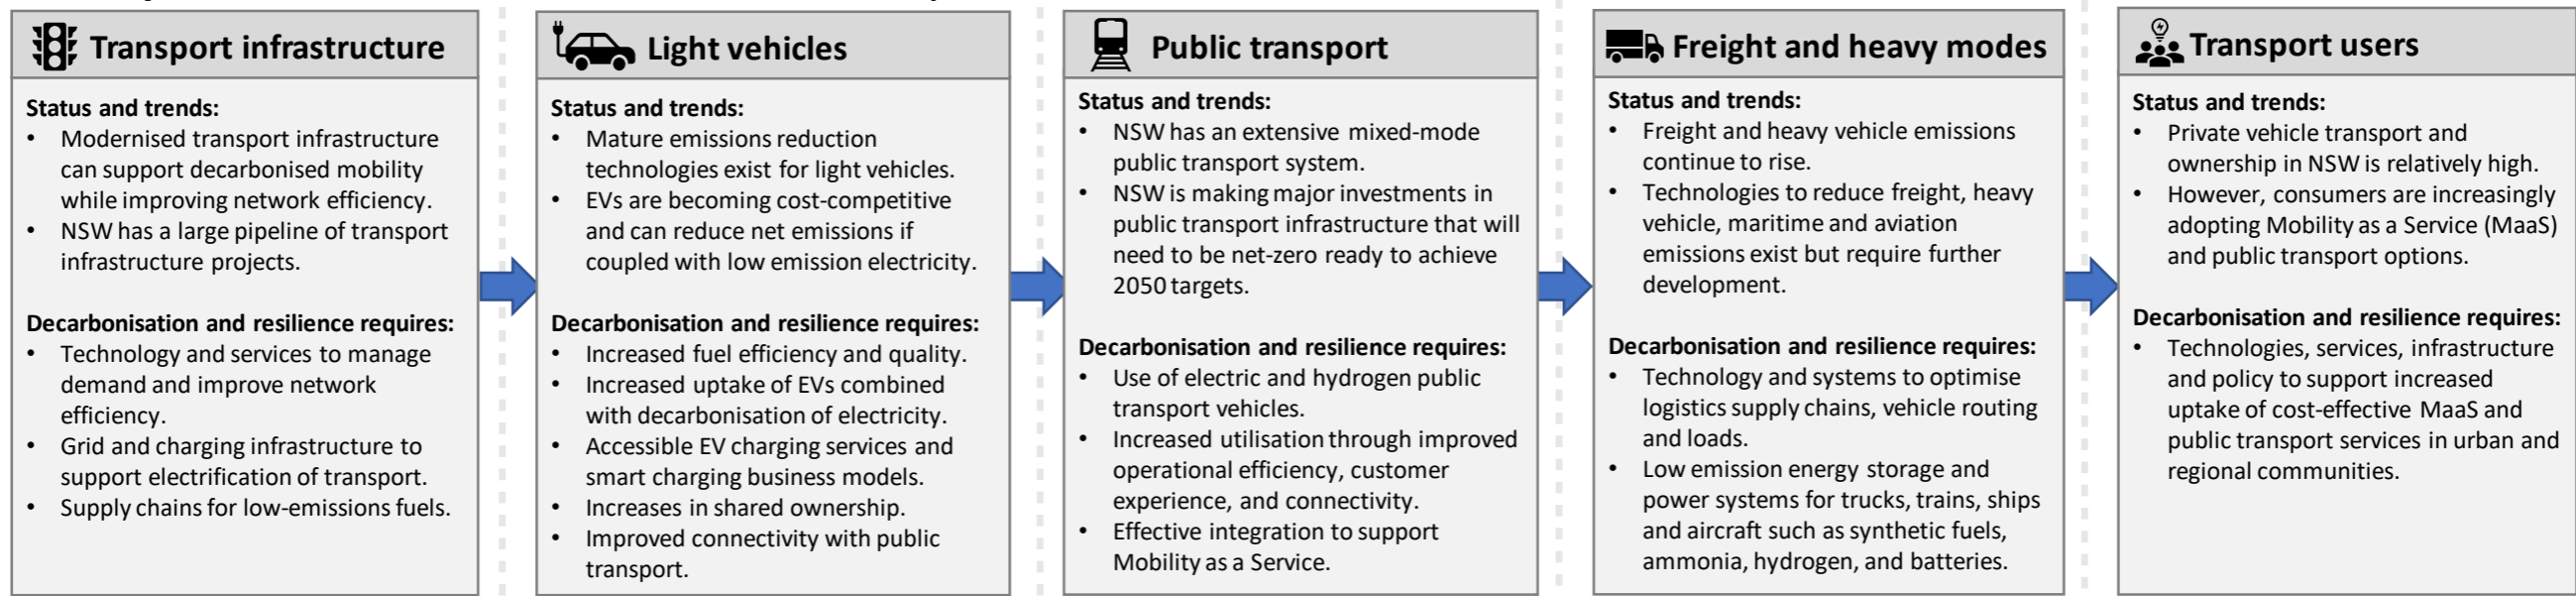 Transport infrastructure
Status and trends:
• Modernised transport infrastructure
can support decarbonised mobility
while improving network efficiency.
• NSW has a large pipeline of transport
infrastructure projects.
Decarbonisation and resilience requires:
• Technology and services to manage
demand and improve network
efficiency.
• Grid and charging infrastructure to
support electrification of transport.
• Supply chains for low-emissions fuels.
Light vehicles
Status and trends:
• Mature emissions reduction
technologies exist for light vehicles.
• EVs are becoming cost-competitive
and can reduce net emissions if
coupled with low emission electricity.
Decarbonisation and resilience requires:
• Increased fuel efficiency and quality.
• Increased uptake of EVs combined
with decarbonisation of electricity.
• Accessible EV charging services and
smart charging business models.
• Increases in shared ownership.
• Improved connectivity with public
transport.
Public transport
Status and trends:
• NSW has an extensive mixed-mode
public transport system.
• NSW is making major investments in
public transport infrastructure that will
need to be net-zero ready to achieve
2050 targets.
Decarbonisation and resilience requires:
• Use of electric and hydrogen public
transport vehicles.
• Increased utilisation through improved
operational efficiency, customer
experience, and connectivity.
• Effective integration to support
Mobility as a Service.
Freight and heavy modes
Status and trends:
• Freight and heavy vehicle emissions
continue to rise.
• Technologies to reduce freight, heavy
vehicle, maritime and aviation
emissions exist but require further
development.
Decarbonisation and resilience requires:
• Technology and systems to optimise
logistics supply chains, vehicle routing
and loads.
• Low emission energy storage and
power systems for trucks, trains, ships
and aircraft such as synthetic fuels,
ammonia, hydrogen, and batteries.
Transport users
Status and trends:
• Private vehicle transport and
ownership in NSW is relatively high.
• However, consumers are increasingly
adopting Mobility as a Service (MaaS)
and public transport options.
Decarbonisation and resilience requires:
• Technologies, services, infrastructure
and policy to support increased
uptake of cost-effective MaaS and
public transport services in urban and
regional communities.